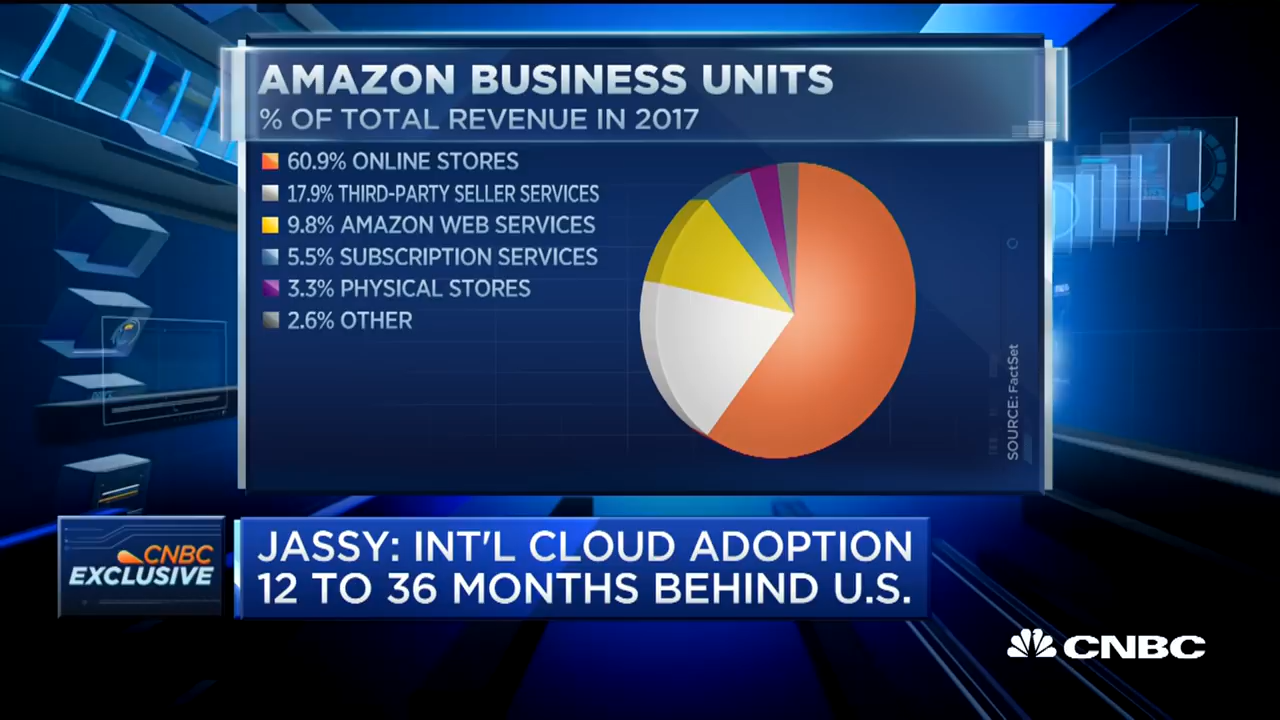 AMAZON BUSINESS UNITS
% OF TOTAL REVENUE IN 2017
60.9% ONLINE STORES
17.9% THIRD-PARTY SELLER SERVICES
9.8% AMAZON WEB SERVICES
5.5% SUBSCRIPTION SERVICES
3.3% PHYSICAL STORES
2.6% OTHER
SOURCE: FactSet
CNBC
EXCLUSIVE
JASSY: INT'L CLOUD ADOPTION
12 TO 36 MONTHS BEHIND U.S.
CNBC